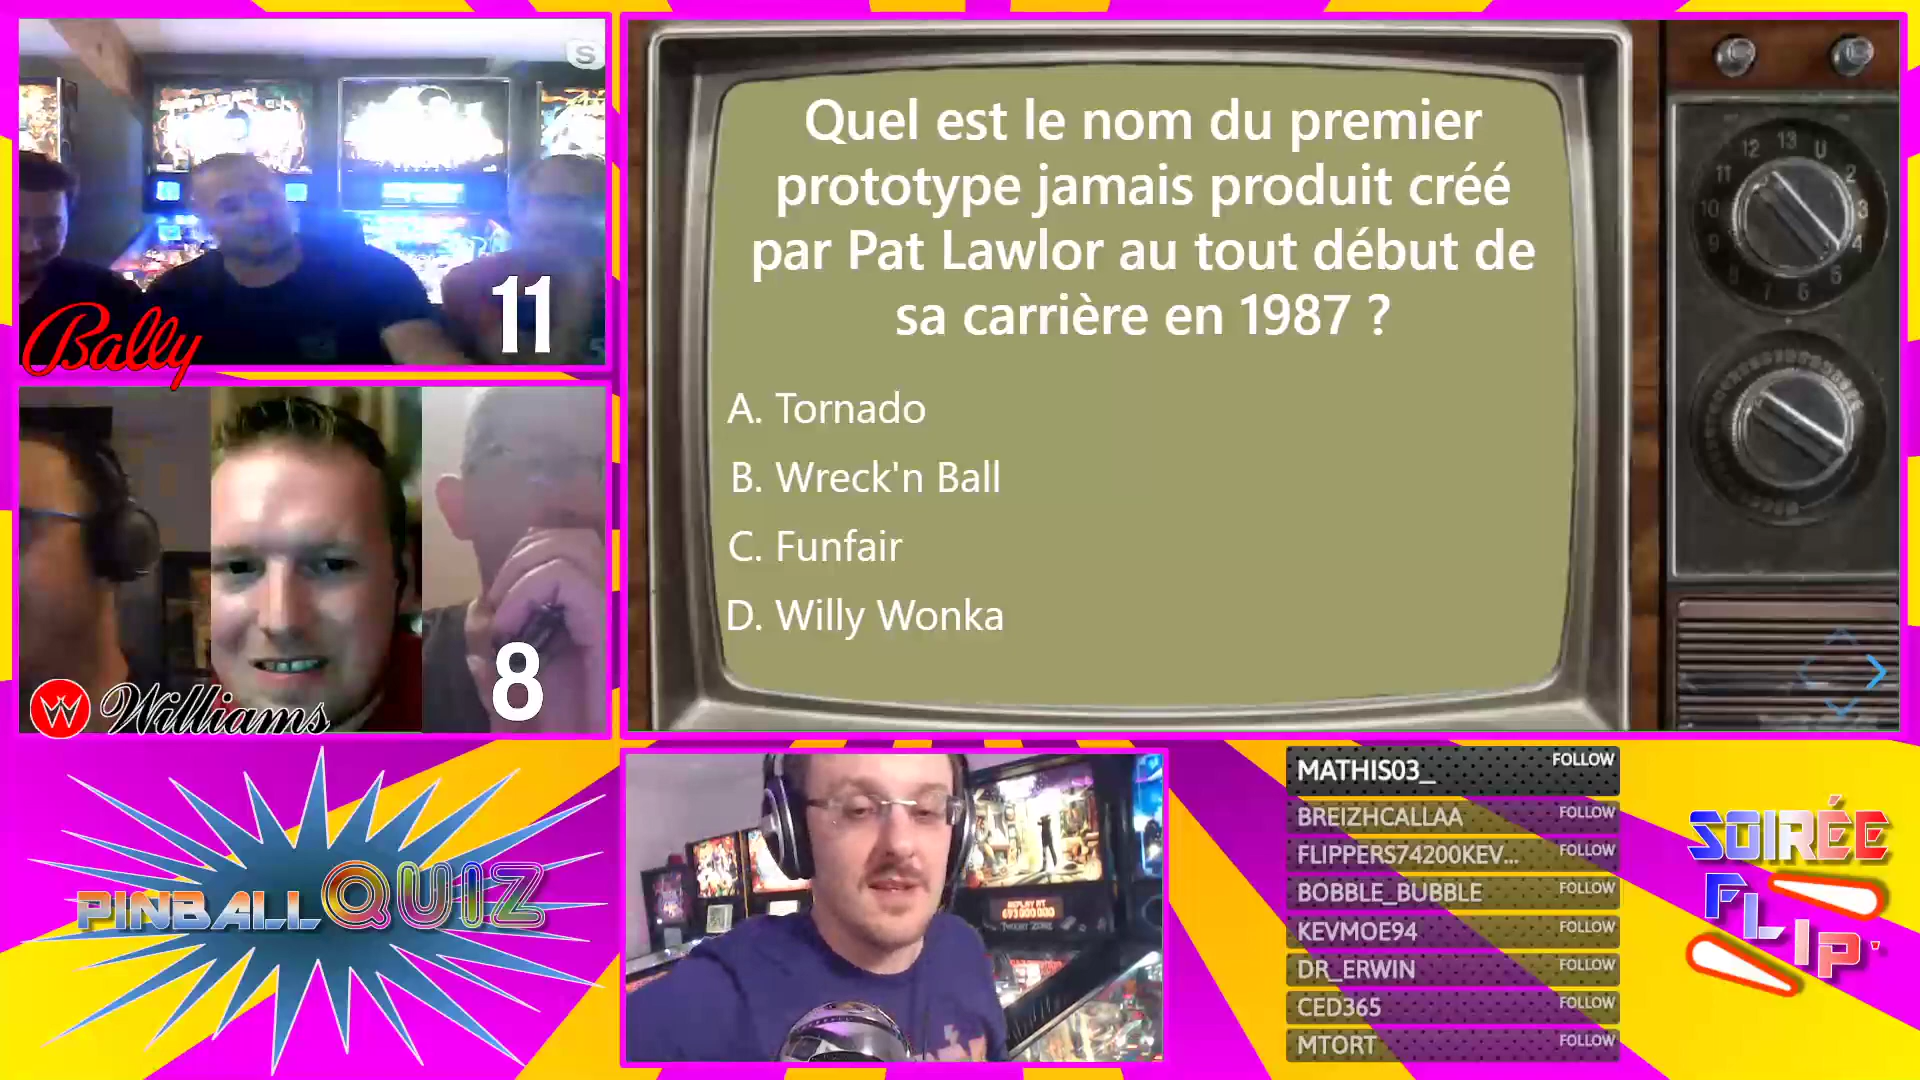 Bally
11
Williams
8
Quel est le nom du premier
prototype jamais produit créé
par Pat Lawlor au tout début de
sa carrière en 1987 ?
A. Tornado
B. Wreck'n Ball
C. Funfair
D. Willy Wonka
PINBALL QUIZ
REPLAY AT
MATHIS03_ FOLLOW
BREIZHCALLAA FOLLOW
FLIPPERS74200KEV... FOLLOW
BOBBLE_BUBBLE FOLLOW
KEVMOE94 FOLLOW
DR_ERWIN FOLLOW
CED365 FOLLOW
MTORT FOLLOW
SOIRÉE
FLIP'